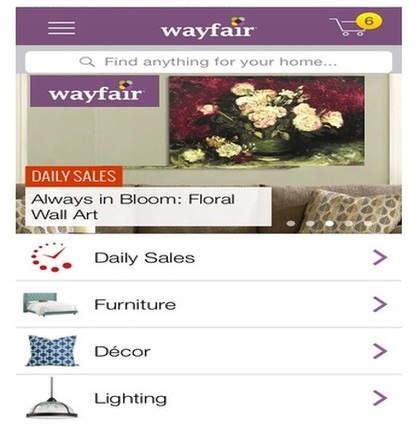 wayfair
6
Find anything for your home...
wayfair
DAILY SALES
Always in Bloom: Floral
Wall Art
Daily Sales
Furniture
Décor
Lighting